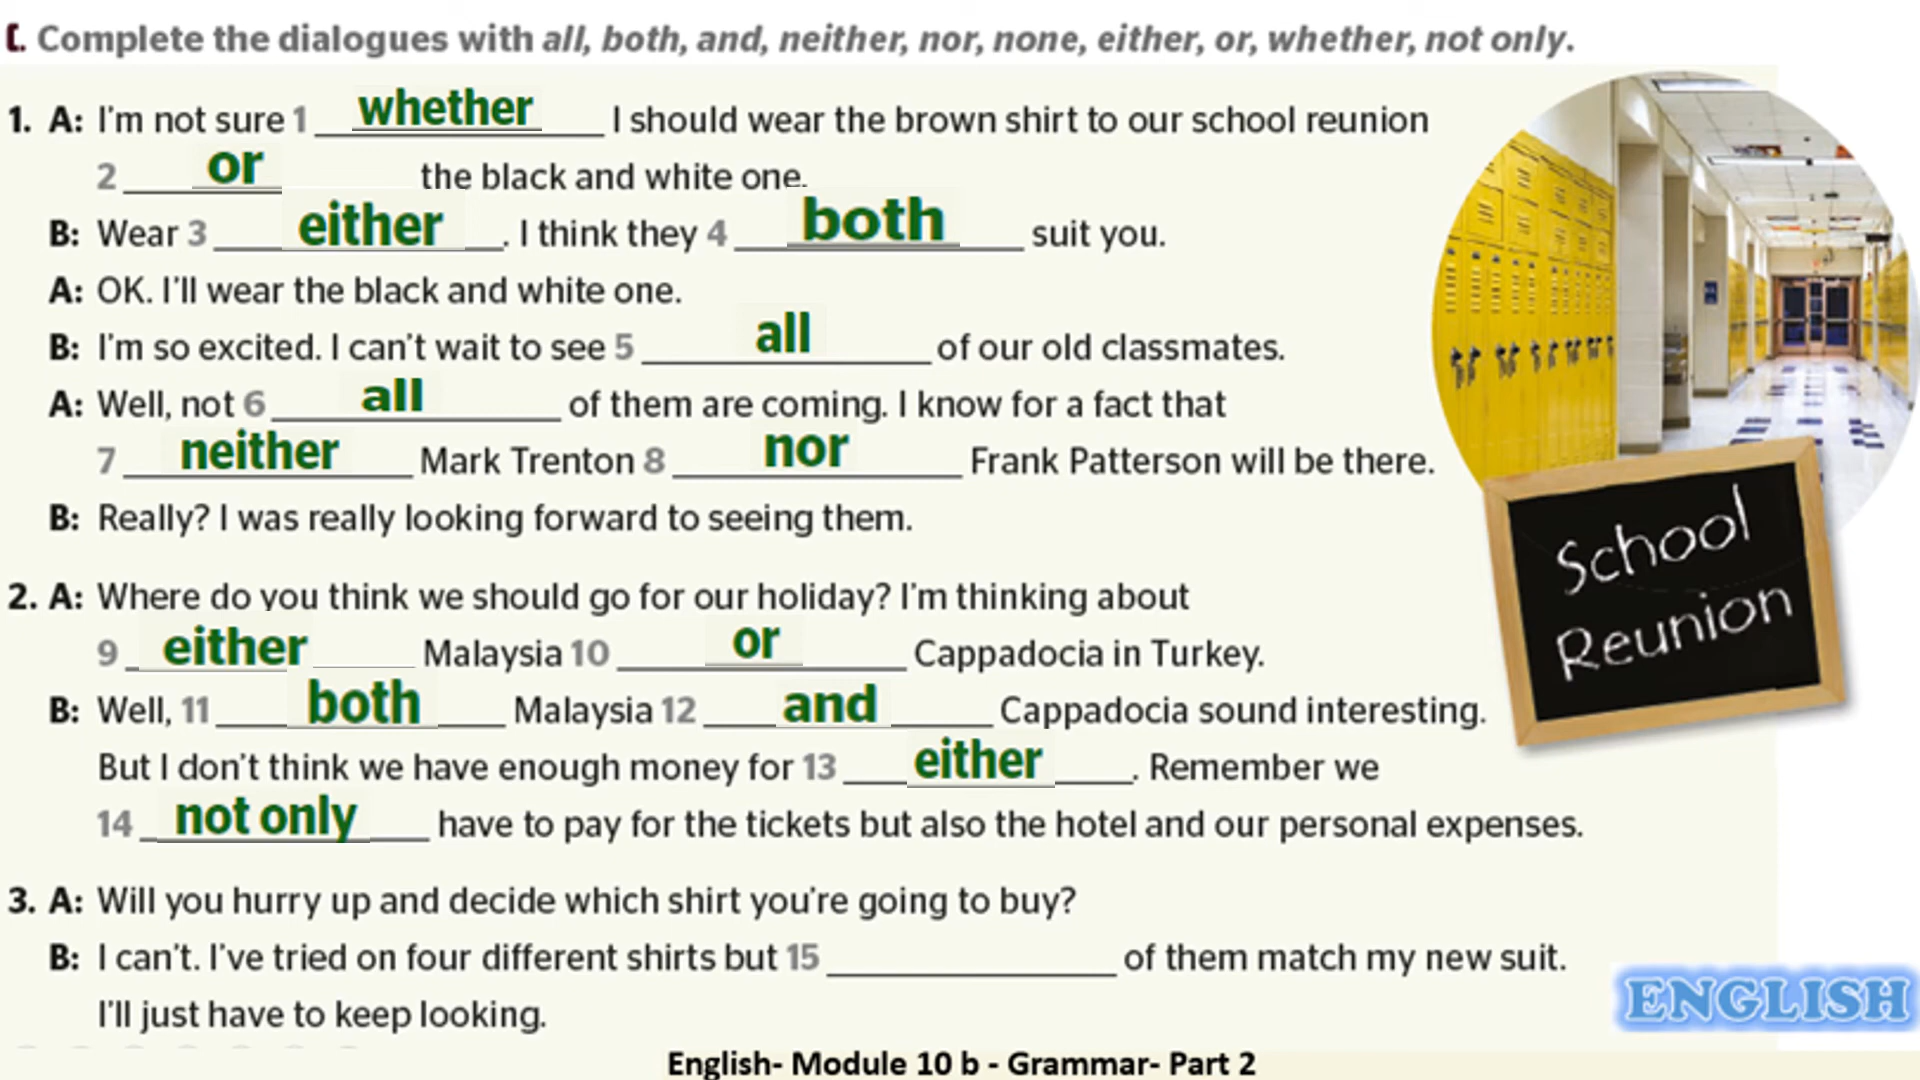 C. Complete the dialogues with all, both, and, neither, nor, none, either, or, whether, not only.
1. A: I'm not sure 1 whether I should wear the brown shirt to our school reunion
2 or the black and white one.
B: Wear 3 either. I think they 4 both suit you.
A: OK. I'll wear the black and white one.
B: I'm so excited. I can't wait to see 5 all of our old classmates.
A: Well, not 6 all of them are coming. I know for a fact that
7 neither Mark Trenton 8 nor Frank Patterson will be there.
B: Really? I was really looking forward to seeing them.
2. A: Where do you think we should go for our holiday? I'm thinking about
9 either Malaysia 10 or Cappadocia in Turkey.
B: Well, 11 both Malaysia 12 and Cappadocia sound interesting.
But I don't think we have enough money for 13 either. Remember we
14 not only have to pay for the tickets but also the hotel and our personal expenses.
3. A: Will you hurry up and decide which shirt you're going to buy?
B: I can't. I've tried on four different shirts but 15 ______________ of them match my new suit.
I'll just have to keep looking.
School
Reunion
ENGLISH
English- Module 10 b - Grammar- Part 2